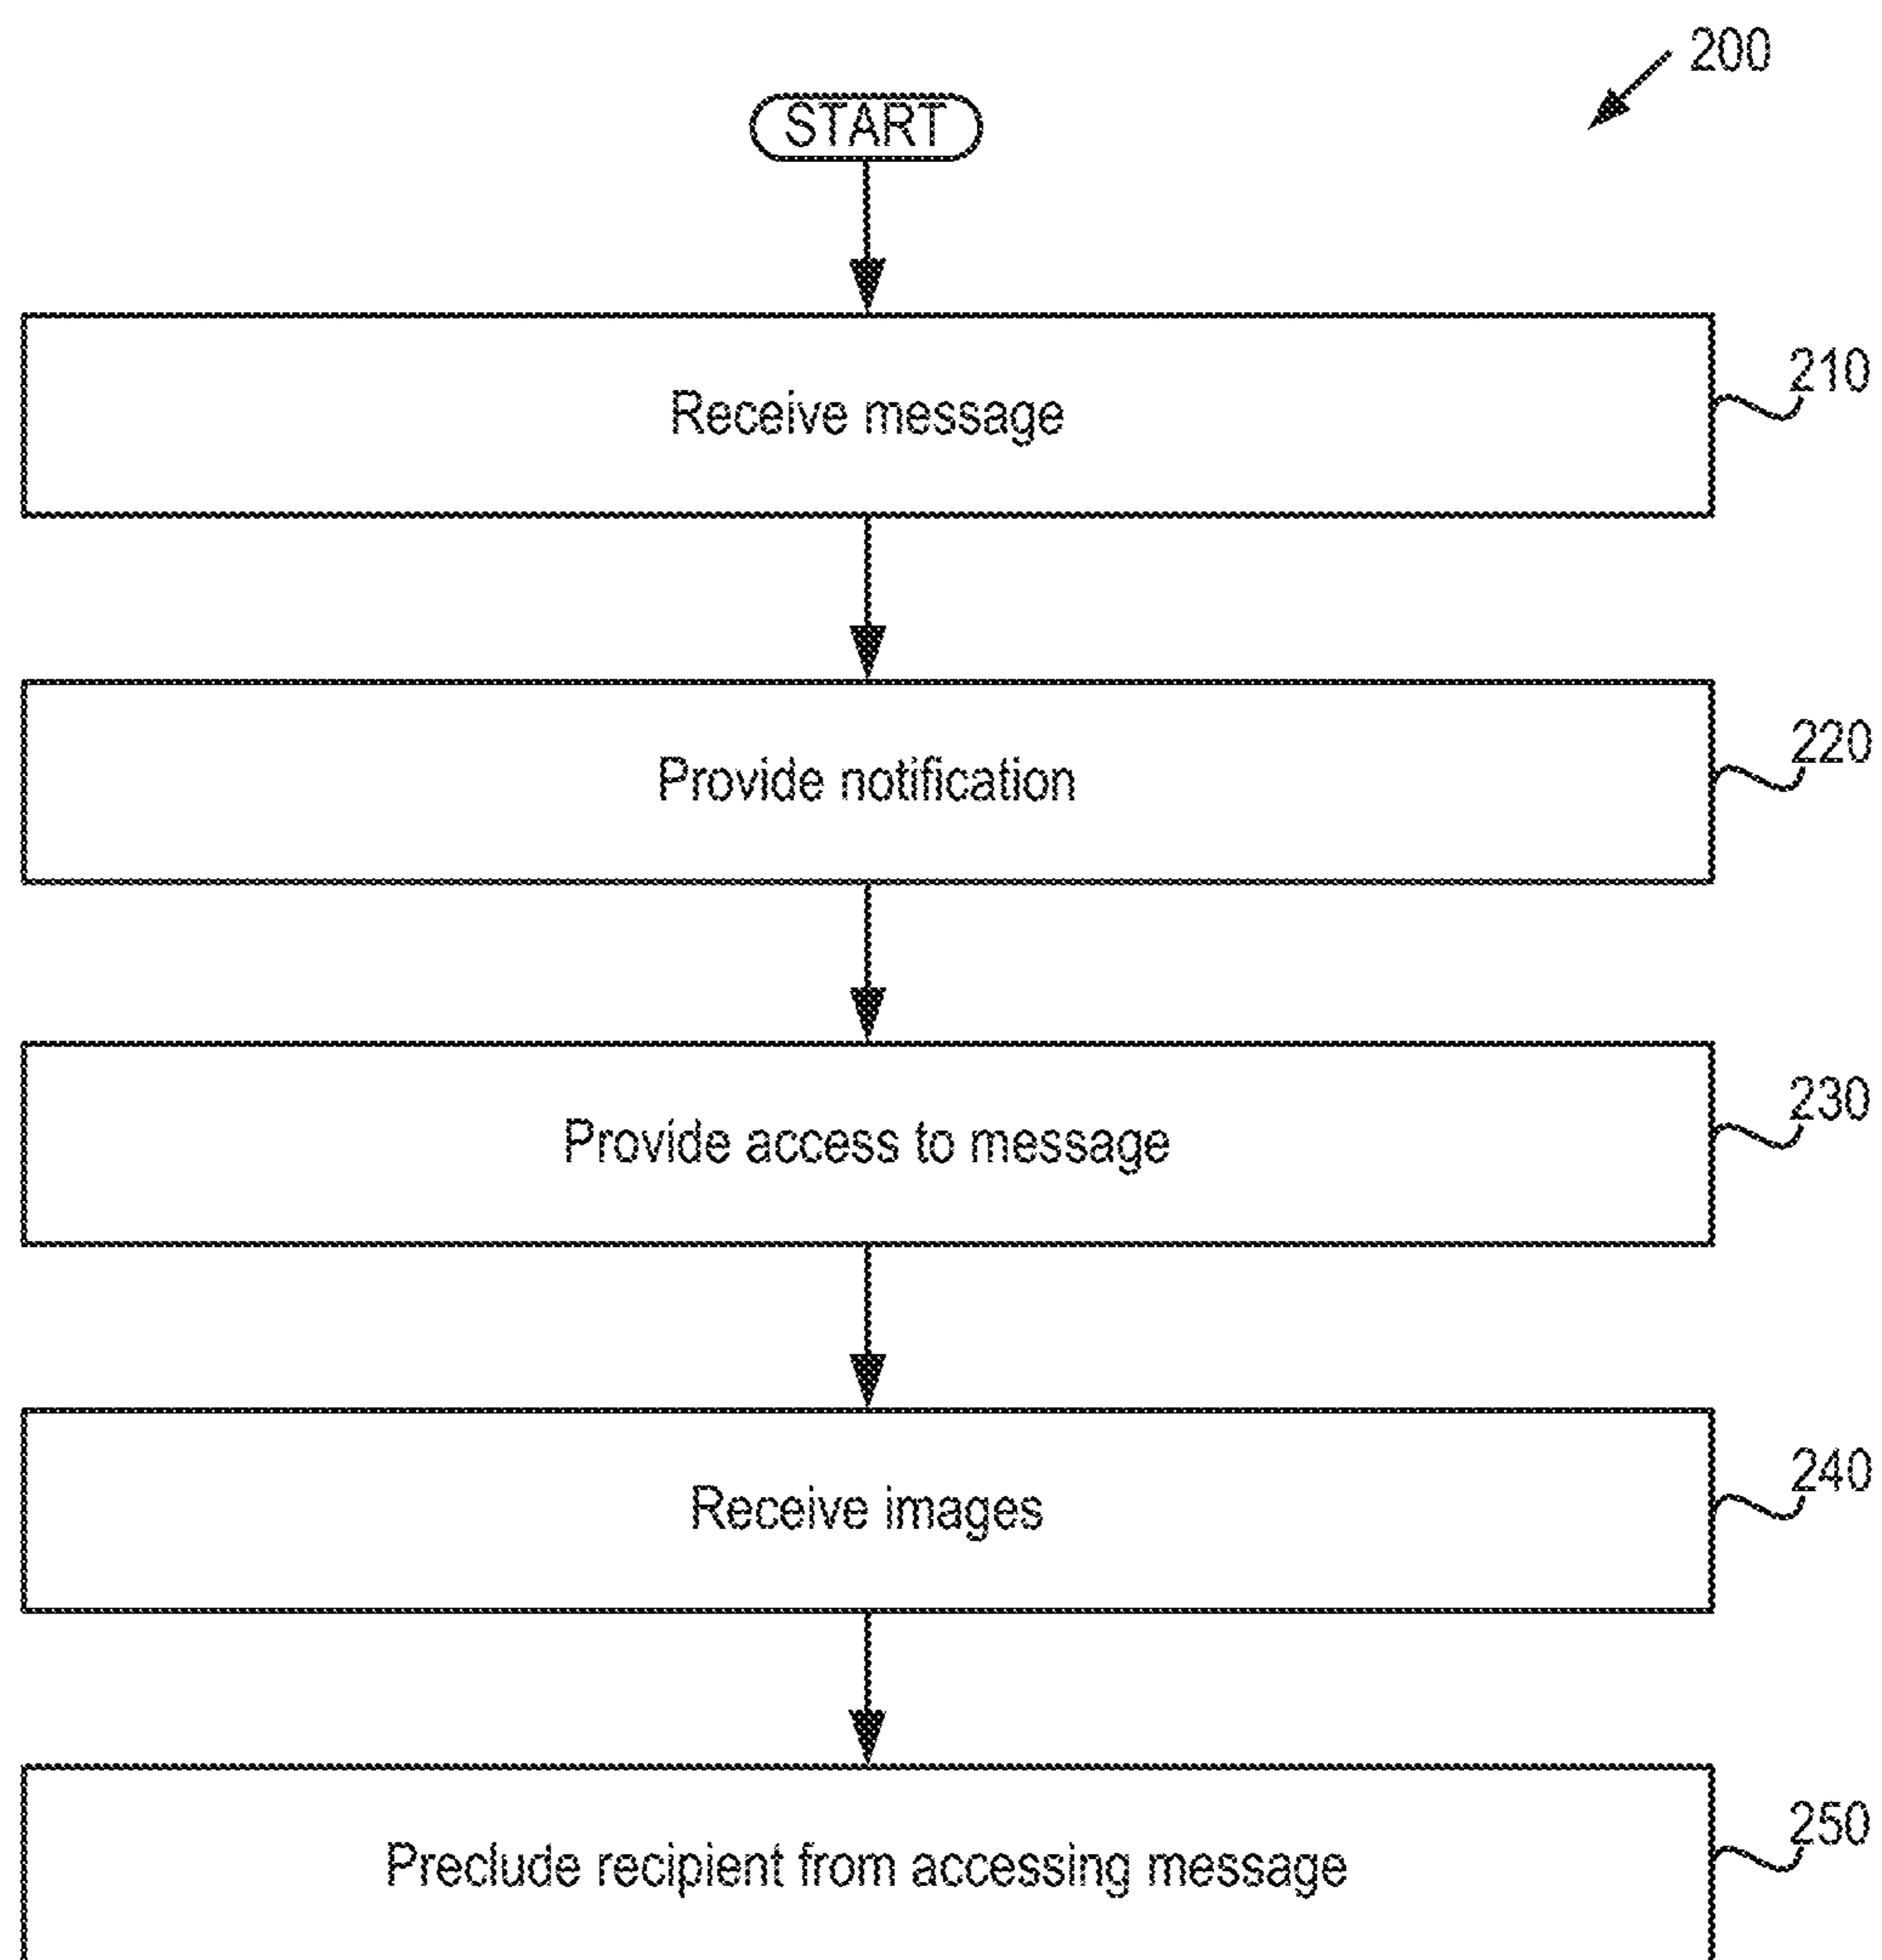 200
START
Receive message
210
Provide notification
220
Provide access to message
230
Receive images
240
Preclude recipient from accessing message
250